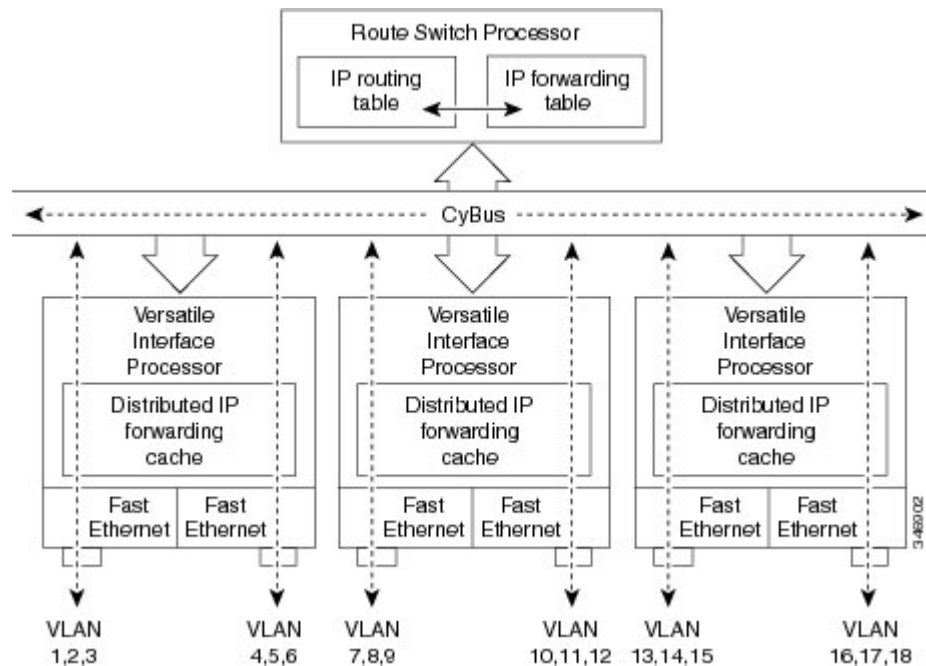 Route Switch Processor
IP routing
table
IP forwarding
table
CyBus
Versatile
Interface
Processor
Distributed IP
forwarding
cache
Fast
Ethernet
Fast
Ethernet
Versatile
Interface
Processor
Distributed IP
forwarding
cache
Fast
Ethernet
Fast
Ethernet
Versatile
Interface
Processor
Distributed IP
forwarding
cache
Fast
Ethernet
Fast
Ethernet
346902
VLAN
1,2,3
VLAN
4,5,6
VLAN
7,8,9
VLAN
10,11,12
VLAN
13,14,15
VLAN
16,17,18